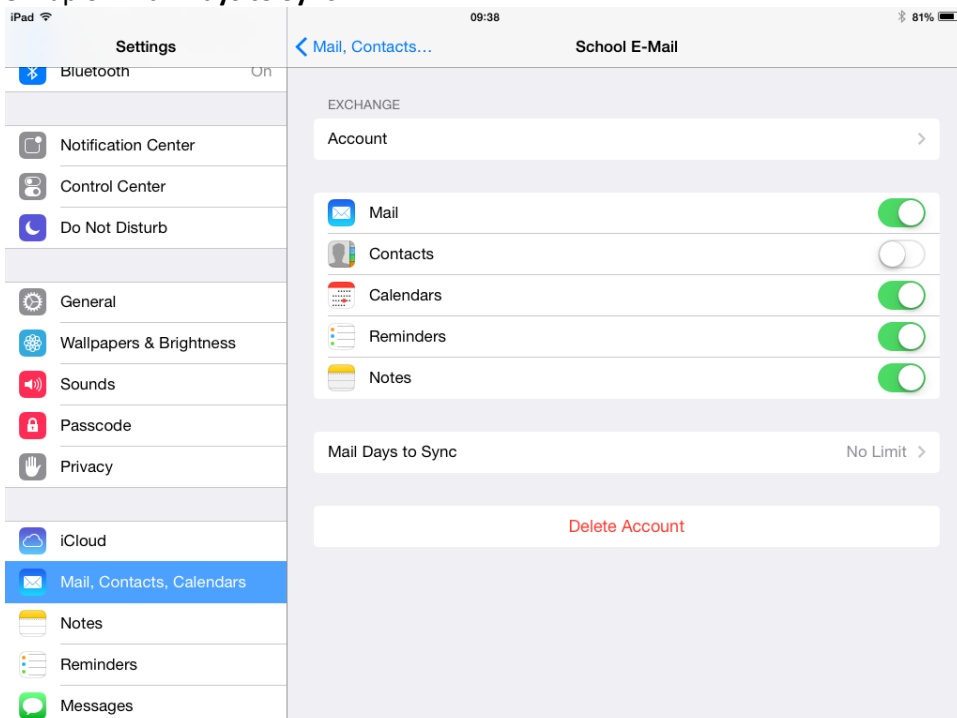 iPad 09:38 81%
Settings
Bluetooth On
Notification Center
Control Center
Do Not Disturb
General
Wallpapers & Brightness
Sounds
Passcode
Privacy
iCloud
Mail, Contacts, Calendars
Notes
Reminders
Messages
Mail, Contacts... School E-Mail
EXCHANGE
Account
Mail
Contacts
Calendars
Reminders
Notes
Mail Days to Sync No Limit
Delete Account